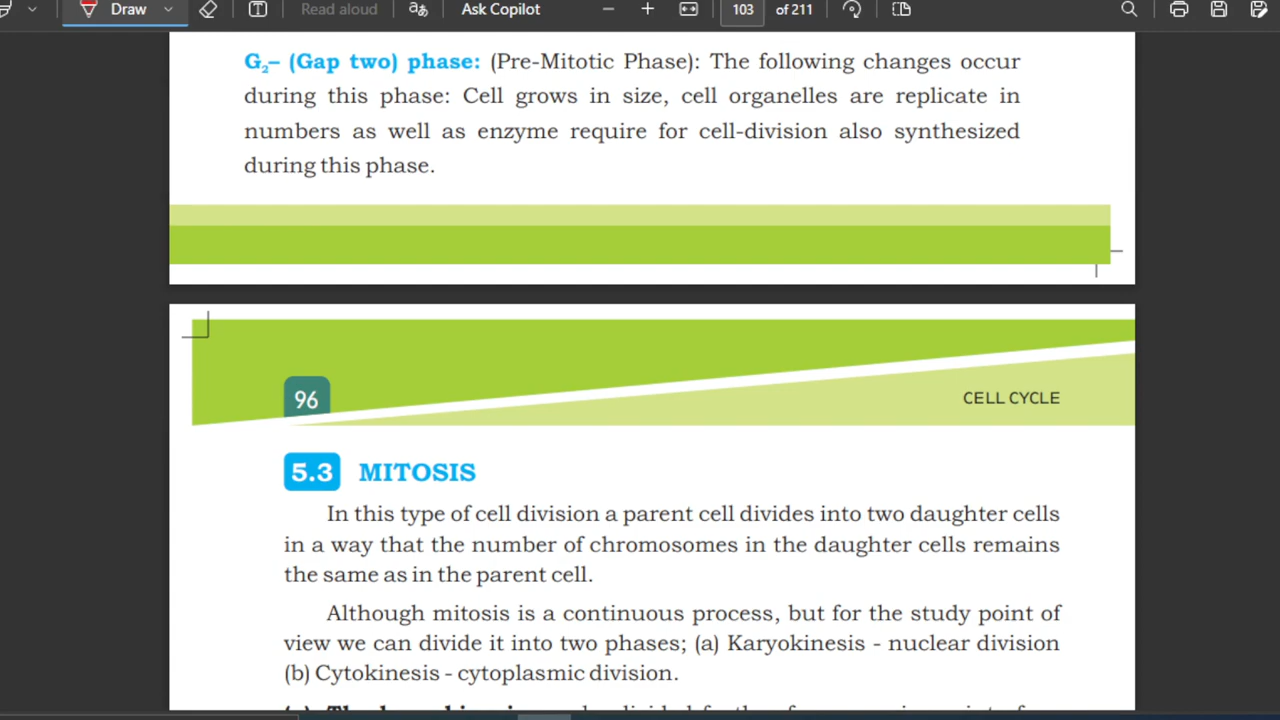 Draw
Read aloud
Ask Copilot
103 of 211
G₂– (Gap two) phase: (Pre-Mitotic Phase): The following changes occur
during this phase: Cell grows in size, cell organelles are replicate in
numbers as well as enzyme require for cell-division also synthesized
during this phase.
96
CELL CYCLE
5.3 MITOSIS
In this type of cell division a parent cell divides into two daughter cells
in a way that the number of chromosomes in the daughter cells remains
the same as in the parent cell.
Although mitosis is a continuous process, but for the study point of
view we can divide it into two phases; (a) Karyokinesis - nuclear division
(b) Cytokinesis - cytoplasmic division.